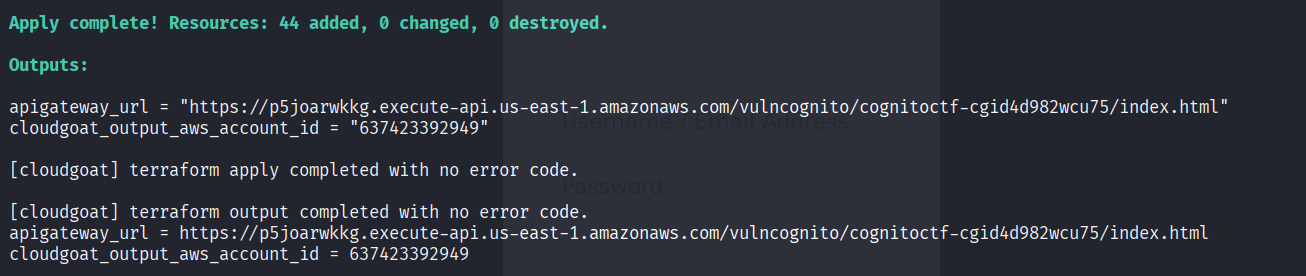 Apply complete! Resources: 44 added, 0 changed, 0 destroyed.
Outputs:
apigateway_url = "https://p5joarwkkg.execute-api.us-east-1.amazonaws.com/vulncognito/cognitoctf-cgid4d982wcu75/index.html"
cloudgoat_output_aws_account_id = "637423392949"
Username / Email Address
[cloudgoat] terraform apply completed with no error code.
Password
[cloudgoat] terraform output completed with no error code.
apigateway_url = https://p5joarwkkg.execute-api.us-east-1.amazonaws.com/vulncognito/cognitoctf-cgid4d982wcu75/index.html
cloudgoat_output_aws_account_id = 637423392949